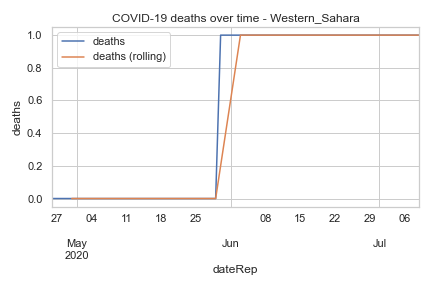 COVID-19 deaths over time - Western_Sahara
deaths
deaths (rolling)
1.0
0.8
0.6
0.4
0.2
0.0
deaths
27 04 11 18 25 08 15 22 29 06
May Jun Jul
2020
dateRep